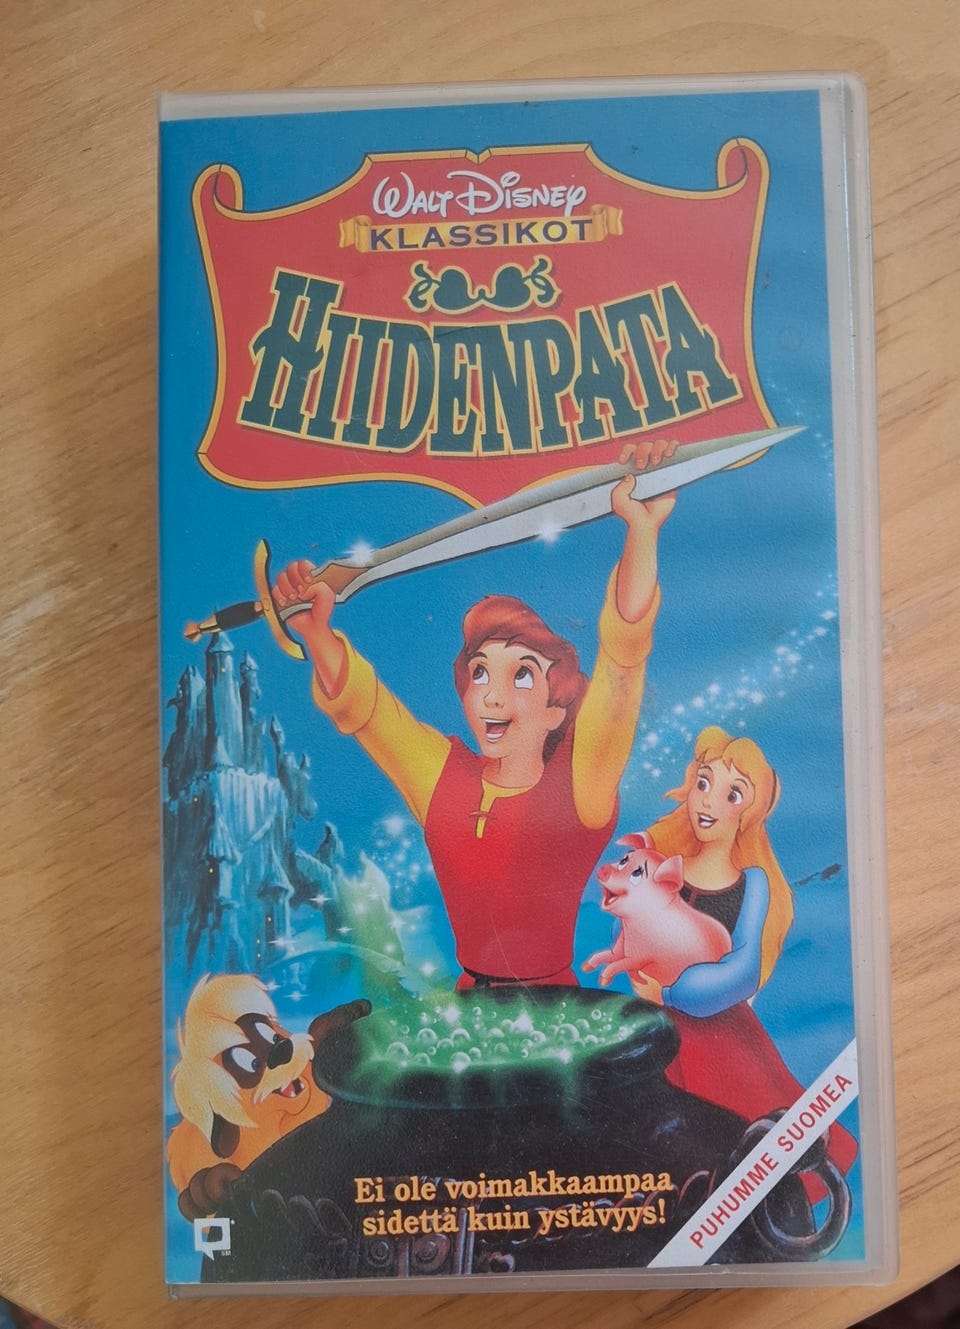 WALT DISNEY
KLASSIKOT
HIIDENPATA
Ei ole voimakkaampaa
sidettä kuin ystävyys!
PUHUMME SUOMEA